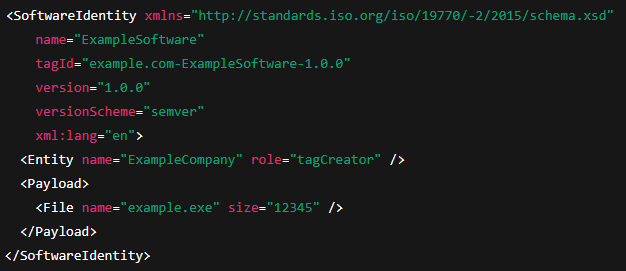 <SoftwareIdentity xmlns="http://standards.iso.org/iso/19770/-2/2015/schema.xsd"
name="ExampleSoftware"
tagId="example.com-ExampleSoftware-1.0.0"
version="1.0.0"
versionScheme="semver"
xml:lang="en">
<Entity name="ExampleCompany" role="tagCreator" />
<Payload>
<File name="example.exe" size="12345" />
</Payload>
</SoftwareIdentity>